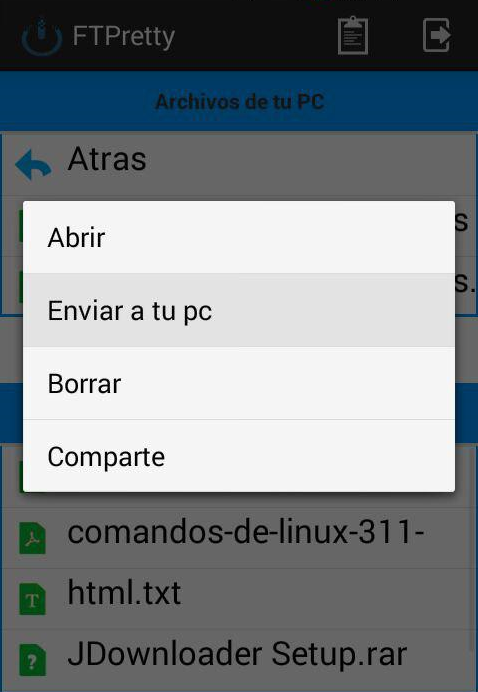 FTPretty
Archivos de tu PC
Atras
s
Abrir
s.
Enviar a tu pc
Borrar
Comparte
comandos-de-linux-311-
html.txt
JDownloader Setup.rar